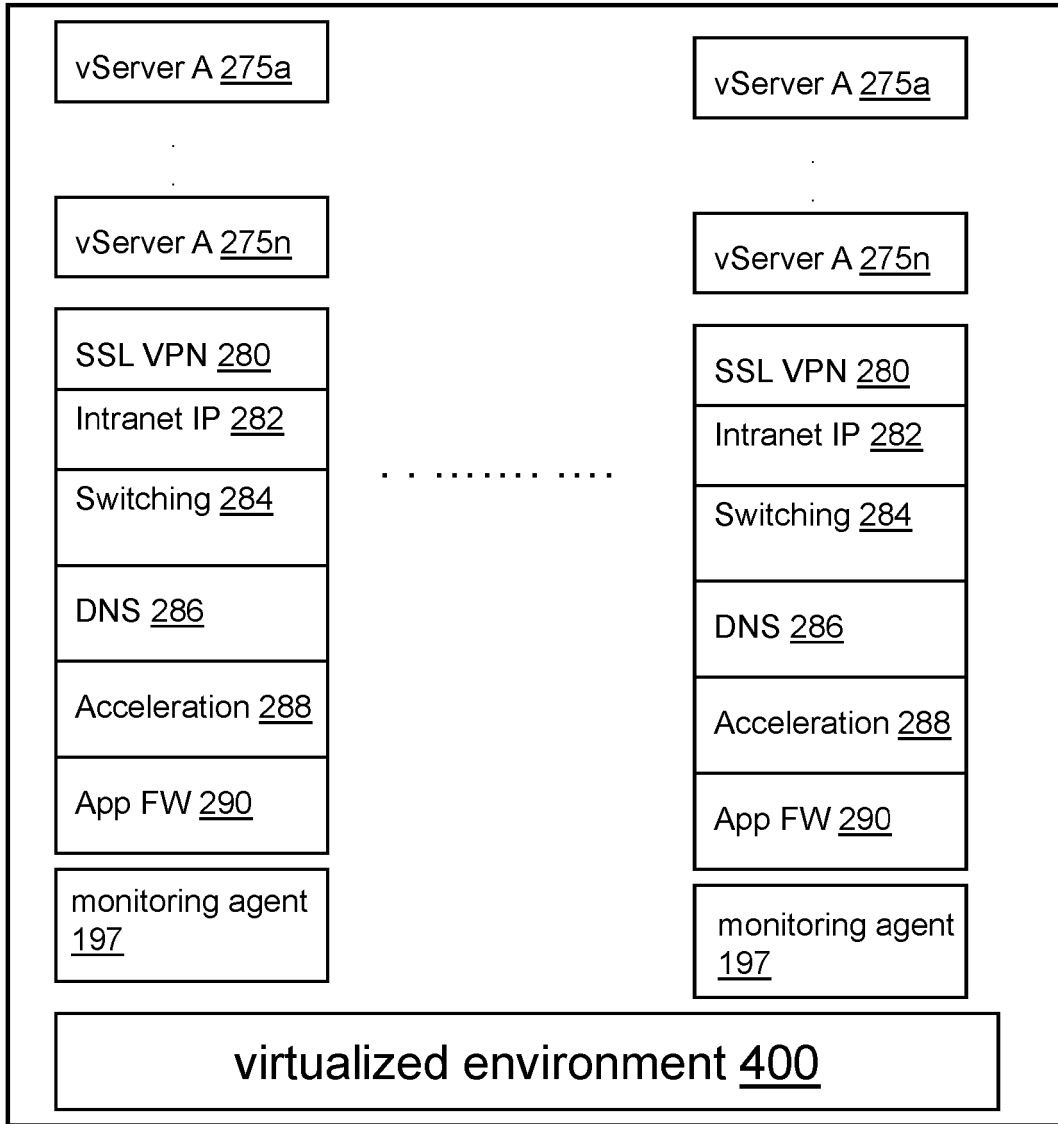 vServer A 275a
vServer A 275n
SSL VPN 280
Intranet IP 282
Switching 284
DNS 286
Acceleration 288
App FW 290
monitoring agent
197
vServer A 275a
vServer A 275n
SSL VPN 280
Intranet IP 282
Switching 284
DNS 286
Acceleration 288
App FW 290
monitoring agent
197
virtualized environment 400